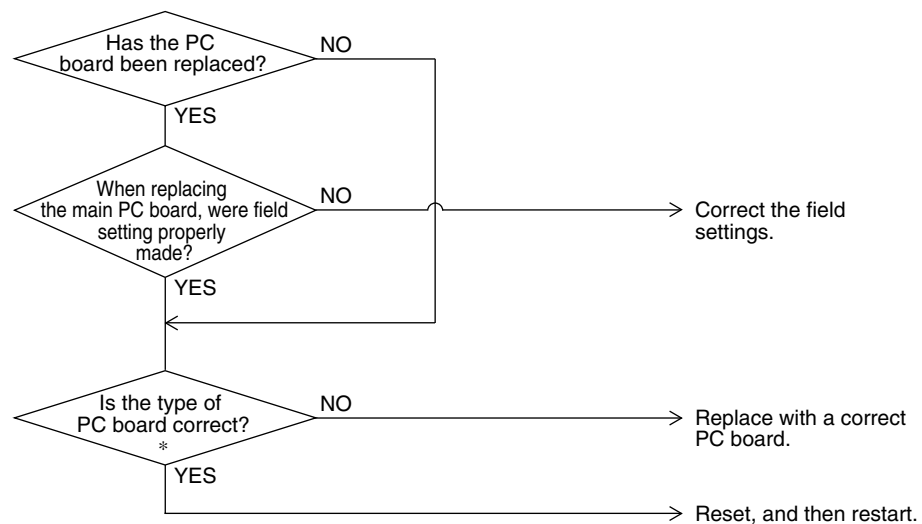 Has the PC
board been replaced?
NO
YES
When replacing
the main PC board, were field
setting properly
made?
NO
Correct the field
settings.
YES
Is the type of
PC board correct?
*
NO
Replace with a correct
PC board.
YES
Reset, and then restart.